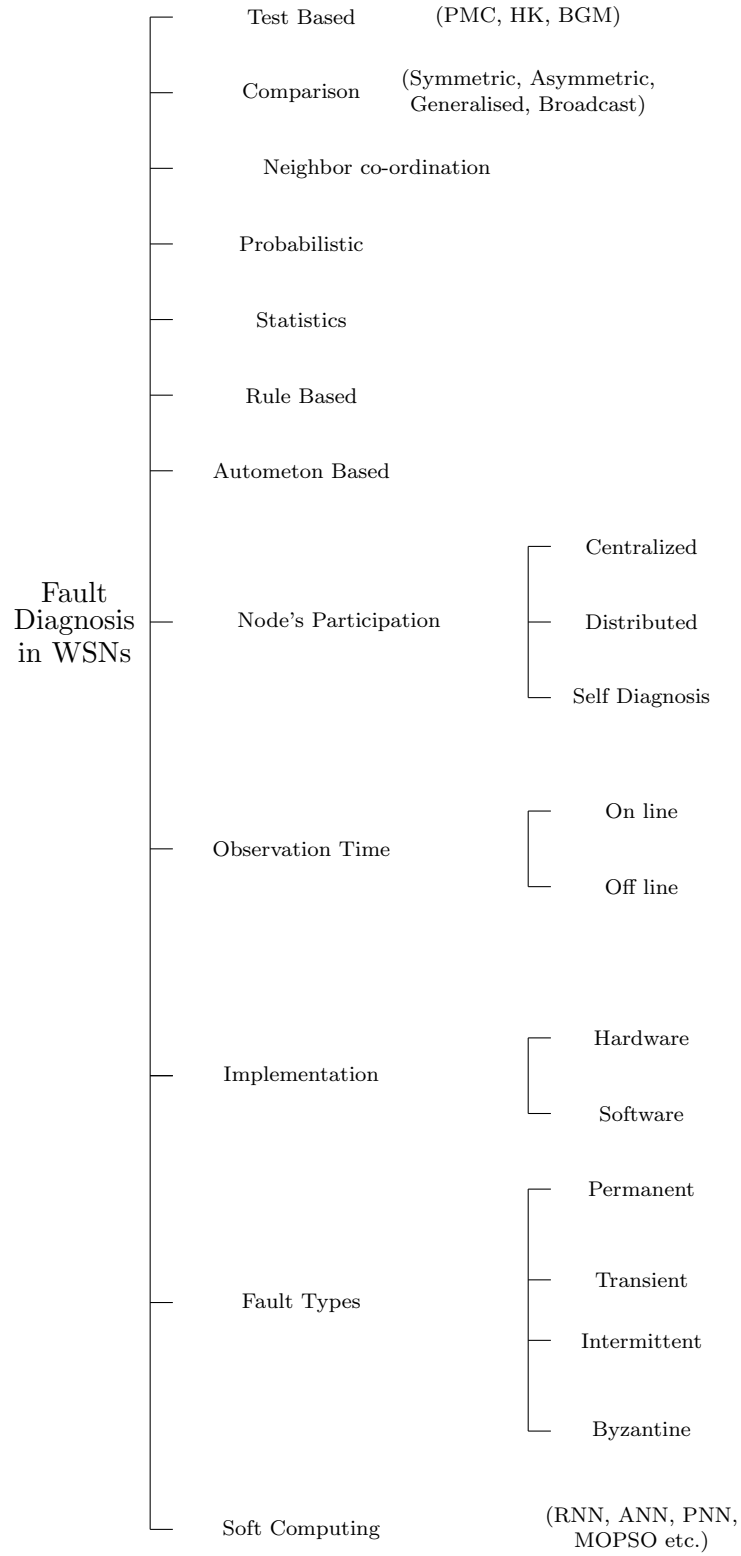 Test Based (PMC, HK, BGM)
Comparison (Symmetric, Asymmetric,
Generalised, Broadcast)
Neighbor co-ordination
Probabilistic
Statistics
Rule Based
Autometon Based
Fault
Diagnosis
in WSNs
Node's Participation
Centralized
Distributed
Self Diagnosis
Observation Time
On line
Off line
Implementation
Hardware
Software
Fault Types
Permanent
Transient
Intermittent
Byzantine
Soft Computing
(RNN, ANN, PNN,
MOPSO etc.)